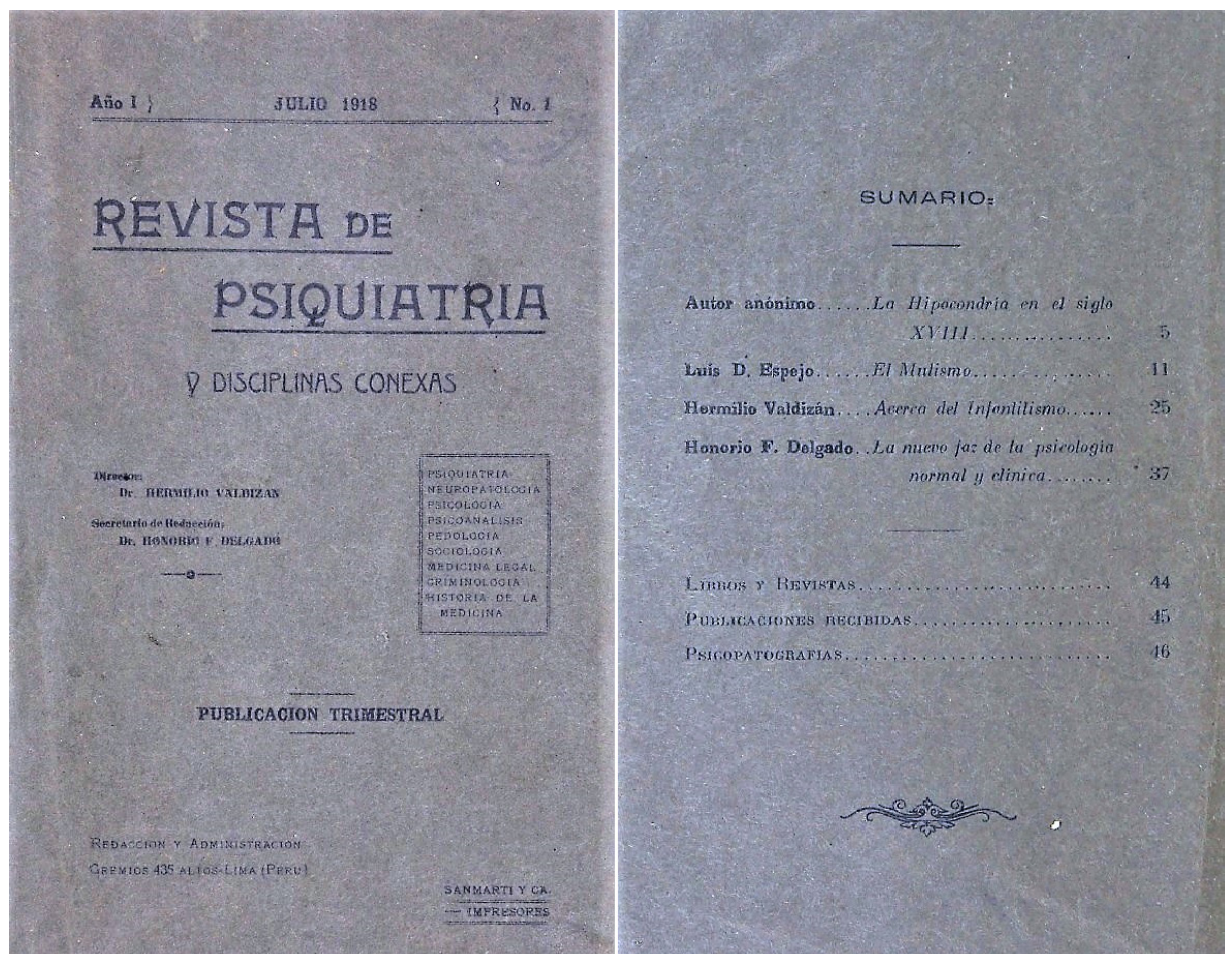 Año I } JULIO 1918 { No. 1
REVISTA DE
PSIQUIATRIA
Y DISCIPLINAS CONEXAS
Director:
Dr. HERMILIO VALDIZAN
Secretario de Redacción:
Dr. HONORIO F. DELGADO
PSIQUIATRIA
NEUROPATOLOGIA
PSICOLOGIA
PSICOANALISIS
PEDOLOGIA
SOCIOLOGIA
MEDICINA LEGAL
CRIMINOLOGIA
HISTORIA DE LA
MEDICINA
PUBLICACION TRIMESTRAL
REDACCION Y ADMINISTRACION
GREMIOS 435 ALTOS-LIMA (PERU)
SANMARTI Y CA.
— IMPRESORES
SUMARIO:
Autor anónimo......La Hipocondría en el siglo
XVIII............... 5
Luis D. Espejo......El Mutismo............... 11
Hermilio Valdizán....Acerca del Infantilismo...... 25
Honorio F. Delgado..La nueva faz de la psicología
normal y clínica........ 37
LIBROS Y REVISTAS............................ 44
PUBLICACIONES RECIBIDAS...................... 45
PSICOPATOGRAFIAS............................. 46